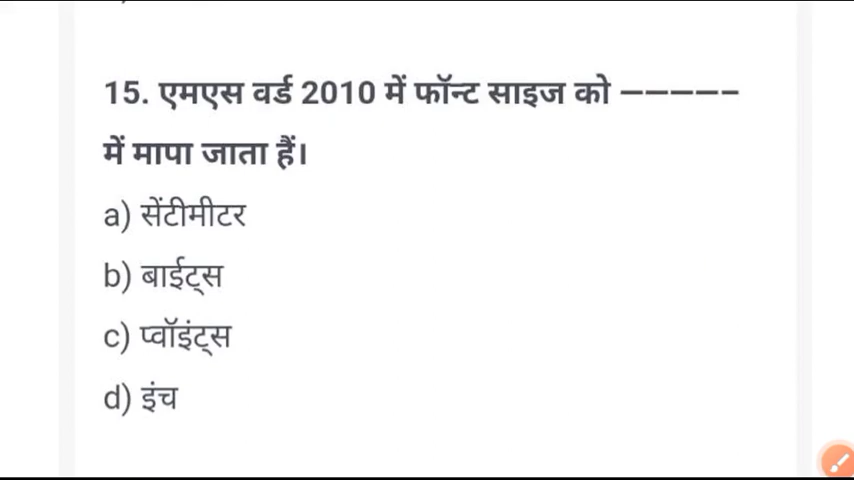 15. एमएस वर्ड 2010 में फॉन्ट साइज को ––––––
में मापा जाता हैं।
a) सेंटीमीटर
b) बाईट्स
c) प्वॉइंट्स
d) इंच